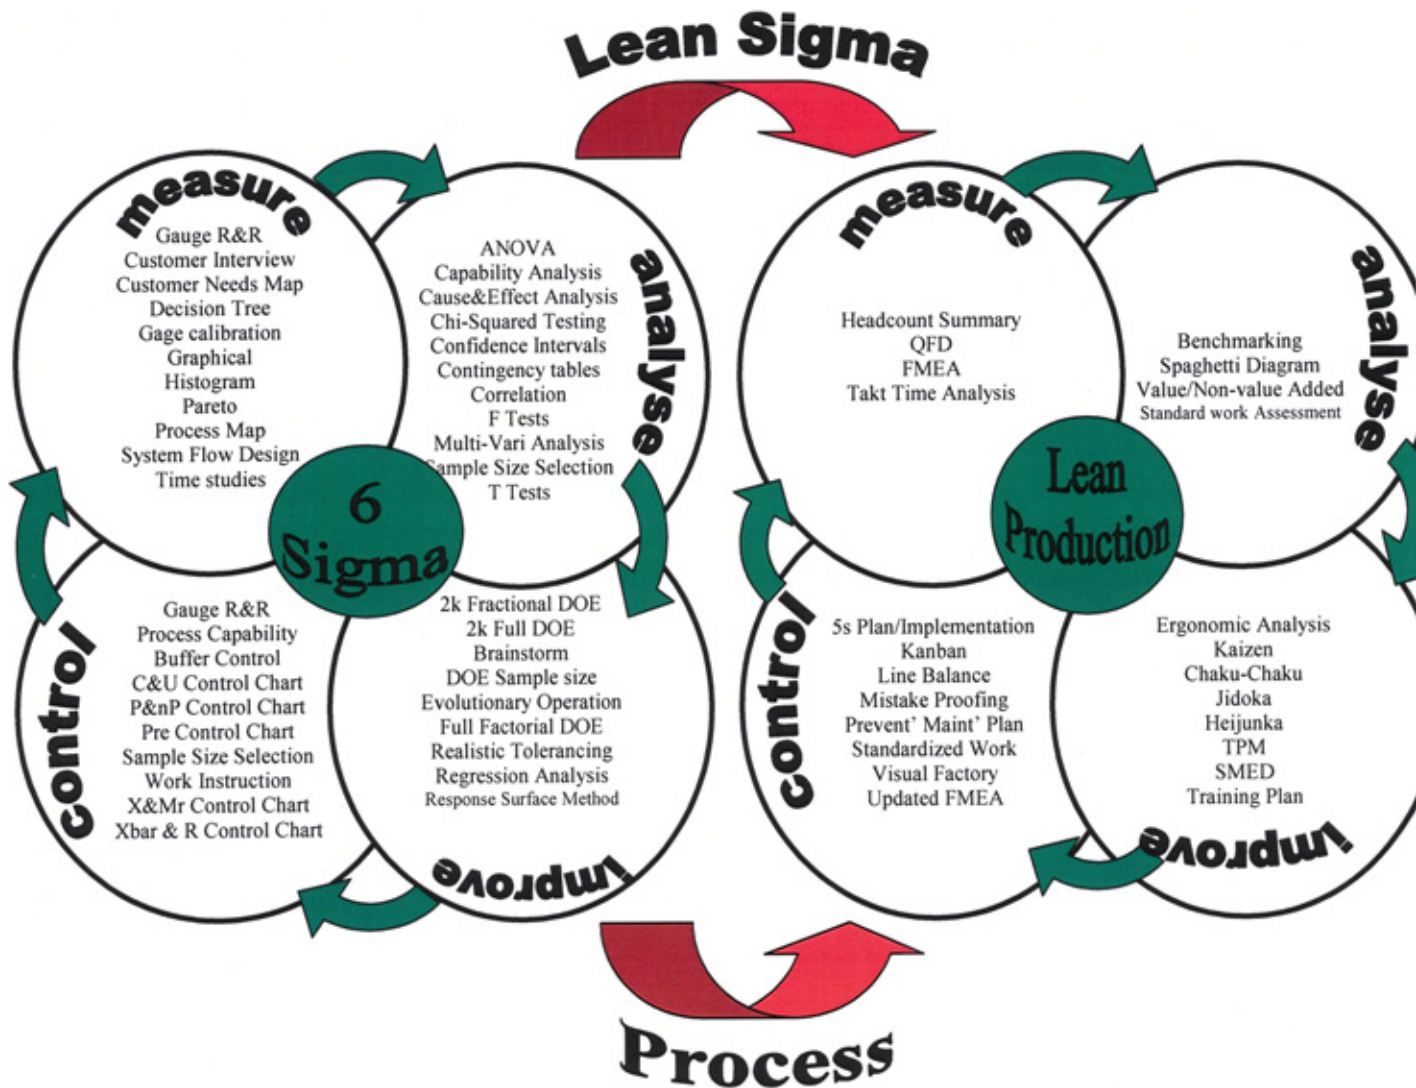 Lean Sigma
measure
Gauge R&R
Customer Interview
Customer Needs Map
Decision Tree
Gage calibration
Graphical
Histogram
Pareto
Process Map
System Flow Design
Time studies
analyse
ANOVA
Capability Analysis
Cause&Effect Analysis
Chi-Squared Testing
Confidence Intervals
Contingency tables
Correlation
F Tests
Multi-Vari Analysis
Sample Size Selection
T Tests
6
Sigma
control
Gauge R&R
Process Capability
Buffer Control
C&U Control Chart
P&nP Control Chart
Pre Control Chart
Sample Size Selection
Work Instruction
X&Mr Control Chart
Xbar & R Control Chart
2k Fractional DOE
2k Full DOE
Brainstorm
DOE Sample size
Evolutionary Operation
Full Factorial DOE
Realistic Tolerancing
Regression Analysis
Response Surface Method
improve
measure
Headcount Summary
QFD
FMEA
Takt Time Analysis
analyse
Benchmarking
Spaghetti Diagram
Value/Non-value Added
Standard work Assessment
Lean
Production
control
5s Plan/Implementation
Kanban
Line Balance
Mistake Proofing
Prevent' Maint' Plan
Standardized Work
Visual Factory
Updated FMEA
Ergonomic Analysis
Kaizen
Chaku-Chaku
Jidoka
Heijunka
TPM
SMED
Training Plan
improve
Process